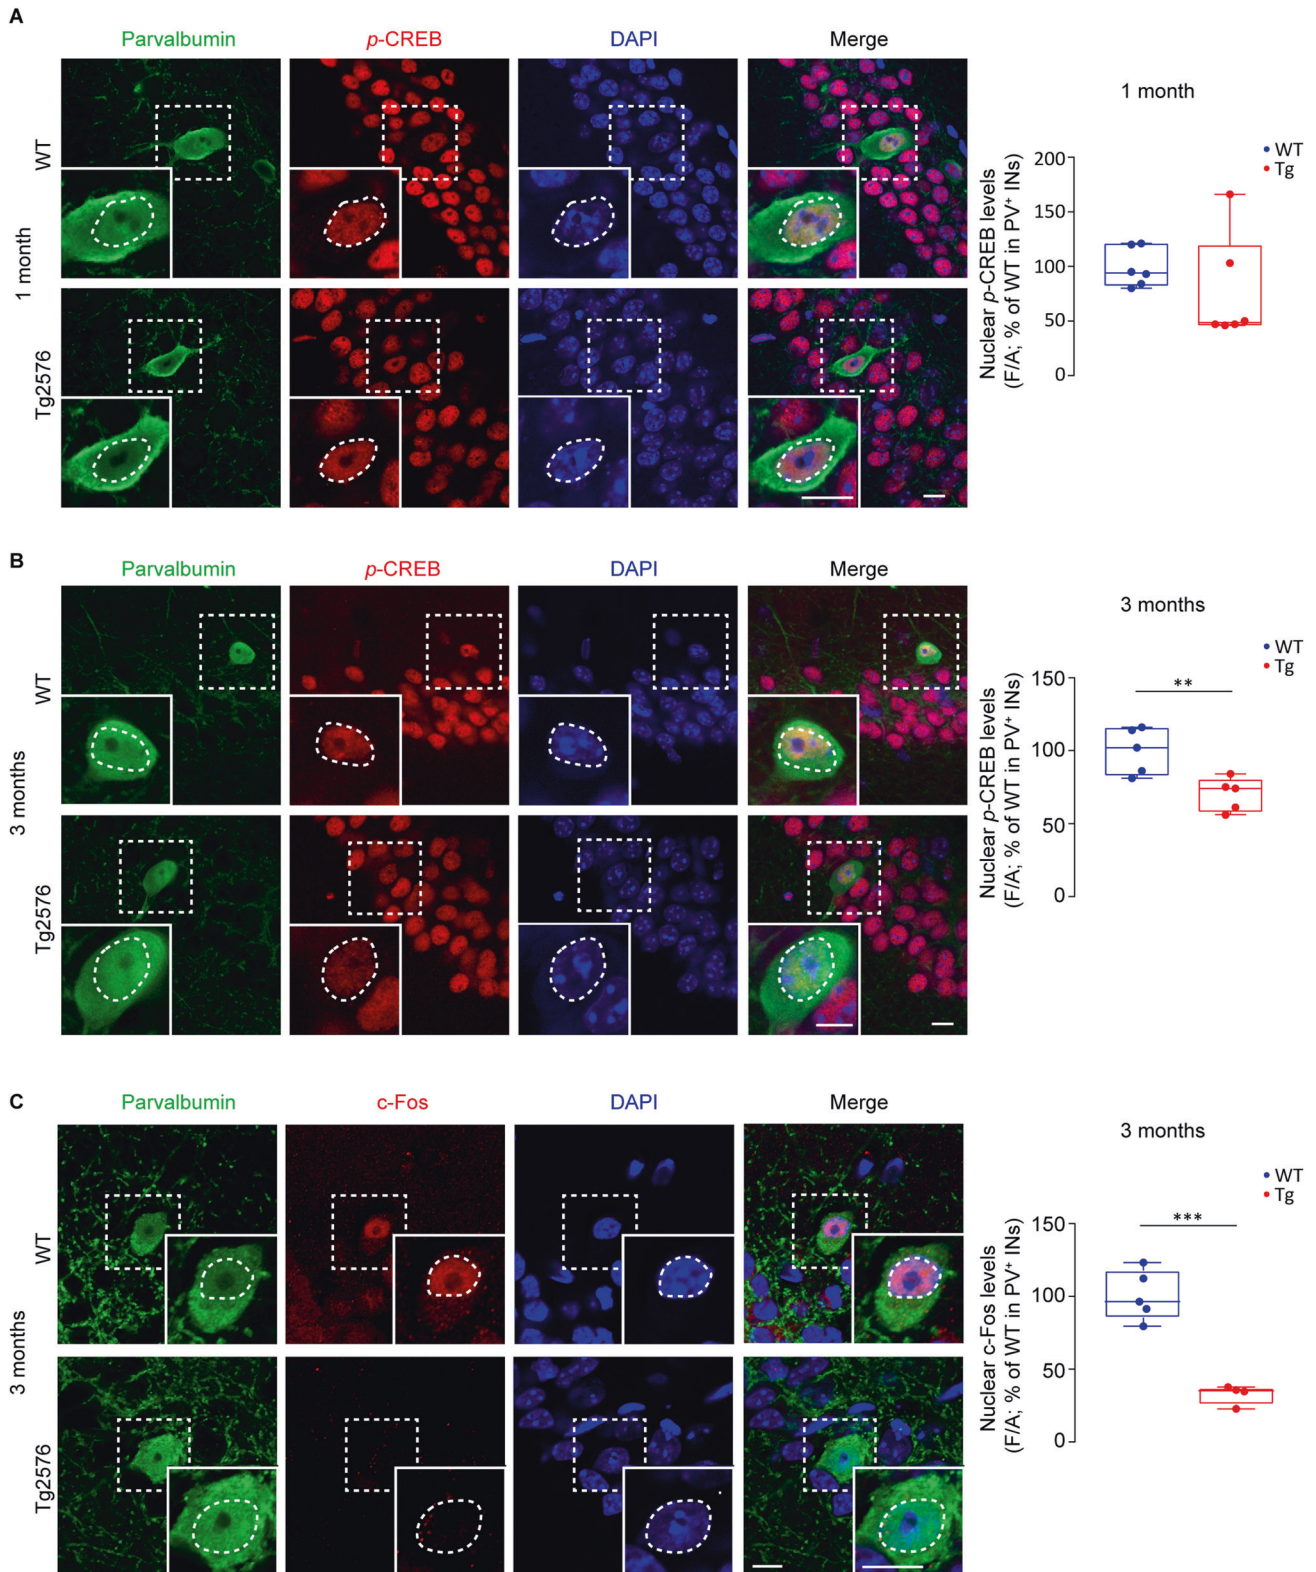 A
Parvalbumin
p-CREB
DAPI
Merge
1 month
WT
Tg2576
1 month
WT
Tg
Nuclear p-CREB levels
(F/A; % of WT in PV⁺ INs)
200
150
100
50
0
B
Parvalbumin
p-CREB
DAPI
Merge
3 months
WT
Tg2576
3 months
WT
Tg
**
Nuclear p-CREB levels
(F/A; % of WT in PV⁺ INs)
150
100
50
0
C
Parvalbumin
c-Fos
DAPI
Merge
3 months
WT
Tg2576
3 months
WT
Tg
***
Nuclear c-Fos levels
(F/A; % of WT in PV⁺ INs)
150
100
50
0